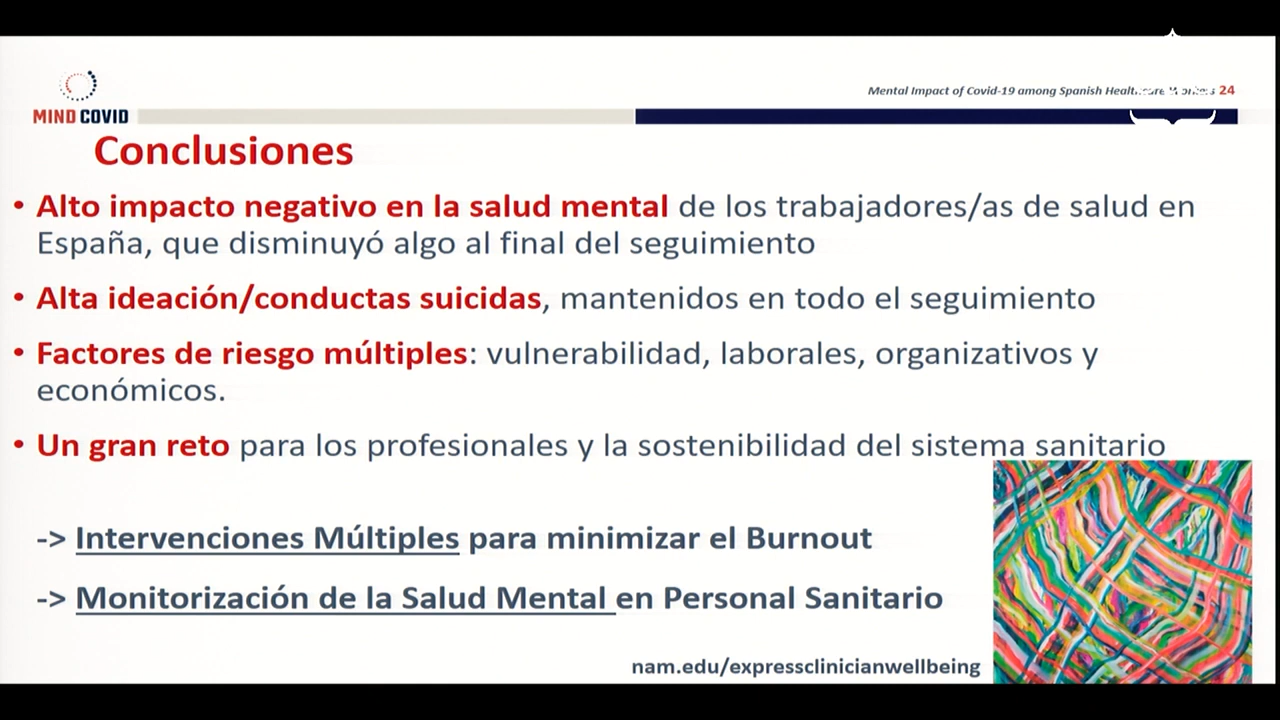 Mental Impact of Covid-19 among Spanish Healthcare Workers 24
MIND COVID
Conclusiones
• Alto impacto negativo en la salud mental de los trabajadores/as de salud en
España, que disminuyó algo al final del seguimiento
• Alta ideación/conductas suicidas, mantenidos en todo el seguimiento
• Factores de riesgo múltiples: vulnerabilidad, laborales, organizativos y
económicos.
• Un gran reto para los profesionales y la sostenibilidad del sistema sanitario
-> Intervenciones Múltiples para minimizar el Burnout
-> Monitorización de la Salud Mental en Personal Sanitario
nam.edu/expressclinicianwellbeing